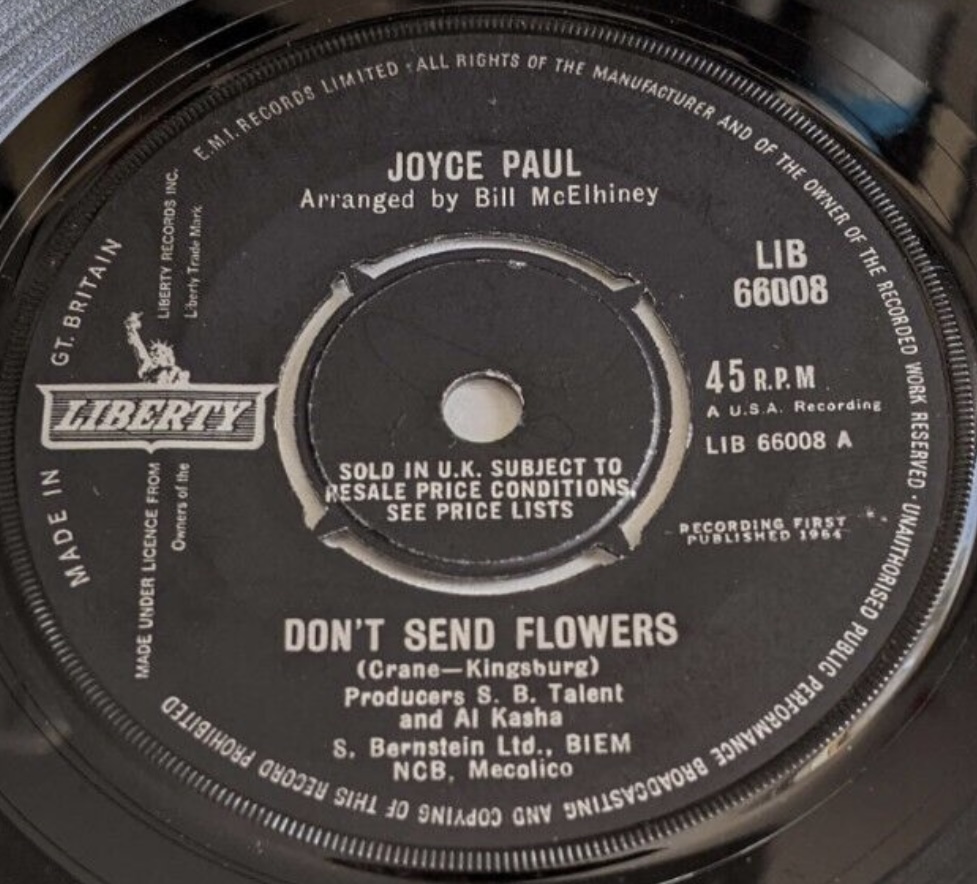 E.M.I. RECORDS LIMITED · ALL RIGHTS OF THE MANUFACTURER AND OF THE OWNER OF THE RECORDED WORK RESERVED · UNAUTHORISED PUBLIC PERFORMANCE BROADCASTING AND COPYING OF THIS RECORD PROHIBITED
MADE IN GT. BRITAIN
JOYCE PAUL
Arranged by Bill McElhiney
LIBERTY RECORDS INC.
Liberty Trade Mark
LIBERTY
MADE UNDER LICENCE FROM
Owners of the
LIB
66008
45 R.P.M
A U.S.A. Recording
LIB 66008 A
SOLD IN U.K. SUBJECT TO
RESALE PRICE CONDITIONS,
SEE PRICE LISTS
RECORDING FIRST
PUBLISHED 1964
DON'T SEND FLOWERS
(Crane—Kingsburg)
Producers S. B. Talent
and Al Kasha
S. Bernstein Ltd., BIEM
NCB, Mecolico